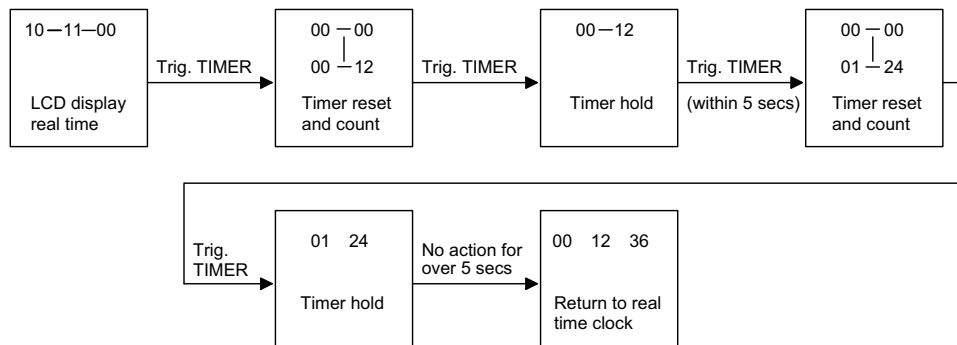 10—11—00
LCD display
real time
Trig. TIMER
00—00
00—12
Timer reset
and count
Trig. TIMER
00—12
Timer hold
Trig. TIMER
(within 5 secs)
00—00
01—24
Timer reset
and count
Trig.
TIMER
01 24
Timer hold
No action for
over 5 secs
00 12 36
Return to real
time clock